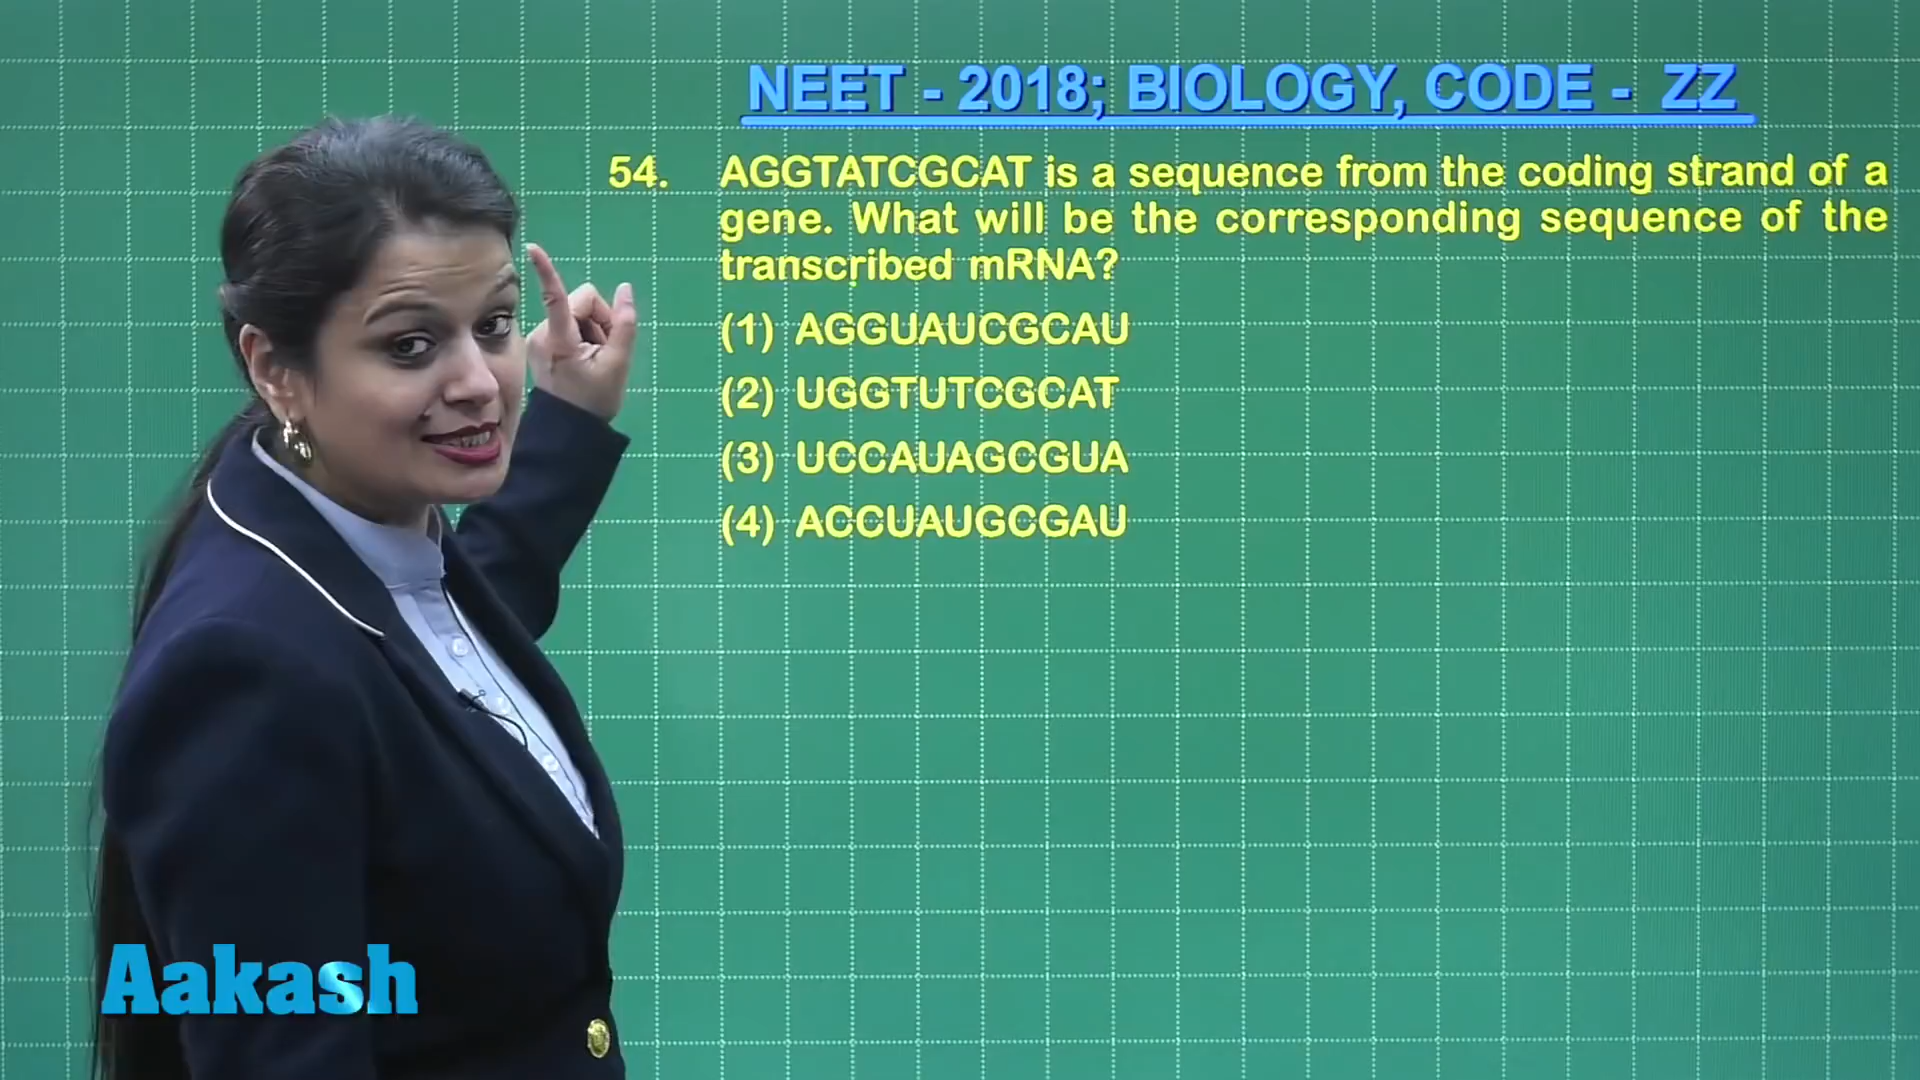 NEET - 2018; BIOLOGY, CODE - ZZ
54. AGGTATCGCAT is a sequence from the coding strand of a
gene. What will be the corresponding sequence of the
transcribed mRNA?
(1) AGGUAUCGCAU
(2) UGGTUTCGCAT
(3) UCCAUAGCGUA
(4) ACCUAUGCGAU
Aakash